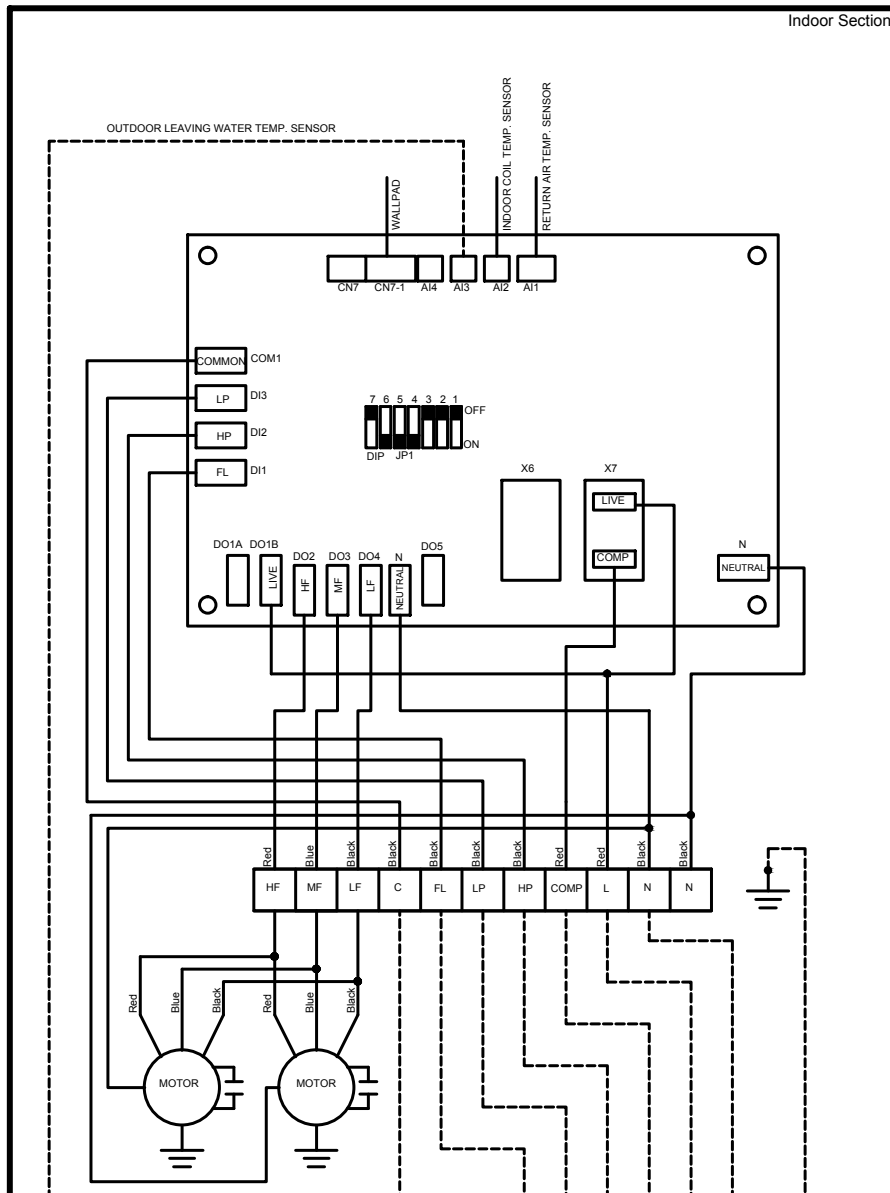 Indoor Section
OUTDOOR LEAVING WATER TEMP. SENSOR
WALLPAD
INDOOR COIL TEMP. SENSOR
RETURN AIR TEMP. SENSOR
CN7 CN7-1 AI4 AI3 AI2 AI1
COMMON COM1
LP DI3
HP DI2
FL DI1
7 6 5 4 3 2 1
OFF
ON
DIP JP1
X6 X7
LIVE
COMP
DO1A DO1B DO2 DO3 DO4 N DO5
LIVE HF MF LF NEUTRAL
N
NEUTRAL
Red Blue Black Black Black Black Black Red Red Black Black
HF MF LF C FL LP HP COMP L N N
Red Blue Black Red Blue Black
MOTOR MOTOR